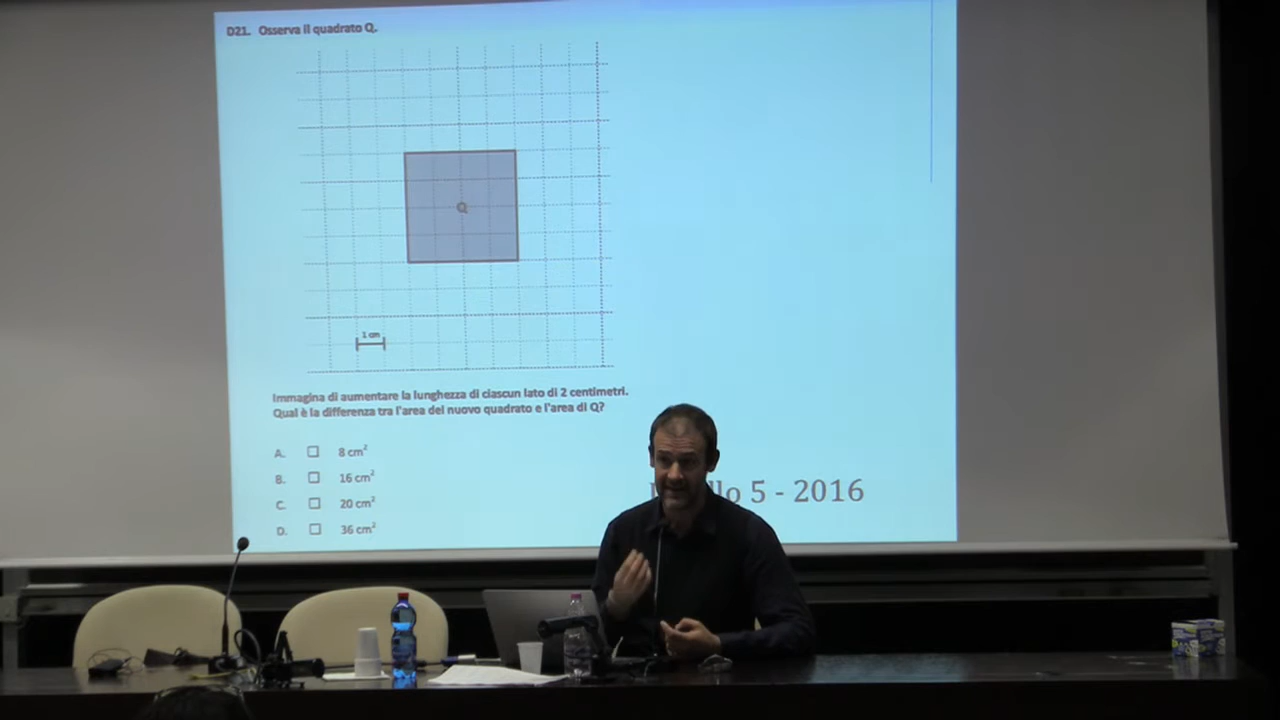 D21. Osserva il quadrato Q.
Q
1 cm
Immagina di aumentare la lunghezza di ciascun lato di 2 centimetri.
Qual è la differenza tra l'area del nuovo quadrato e l'area di Q?
A. 8 cm²
B. 16 cm²
C. 20 cm²
D. 36 cm²
5 - 2016